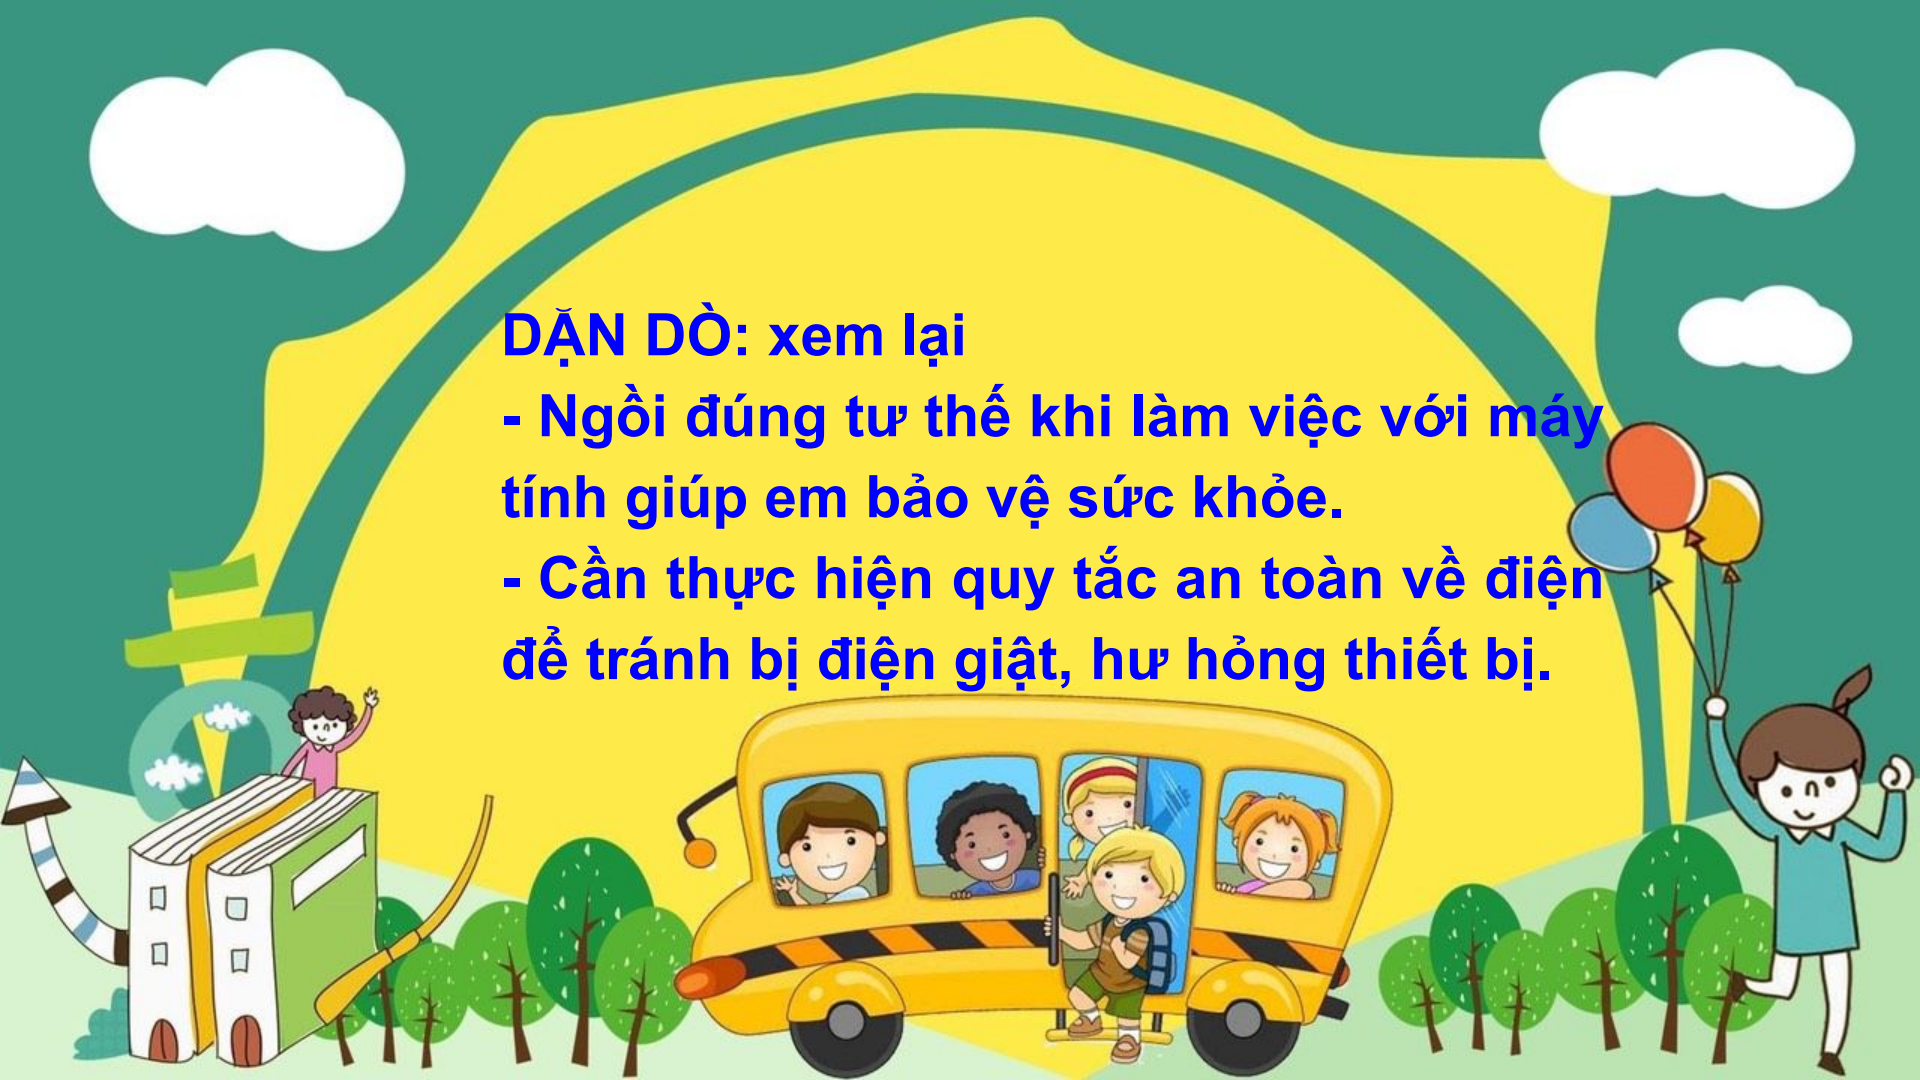 DẶN DÒ: xem lại
- Ngồi đúng tư thế khi làm việc với máy
tính giúp em bảo vệ sức khỏe.
- Cần thực hiện quy tắc an toàn về điện
để tránh bị điện giật, hư hỏng thiết bị.